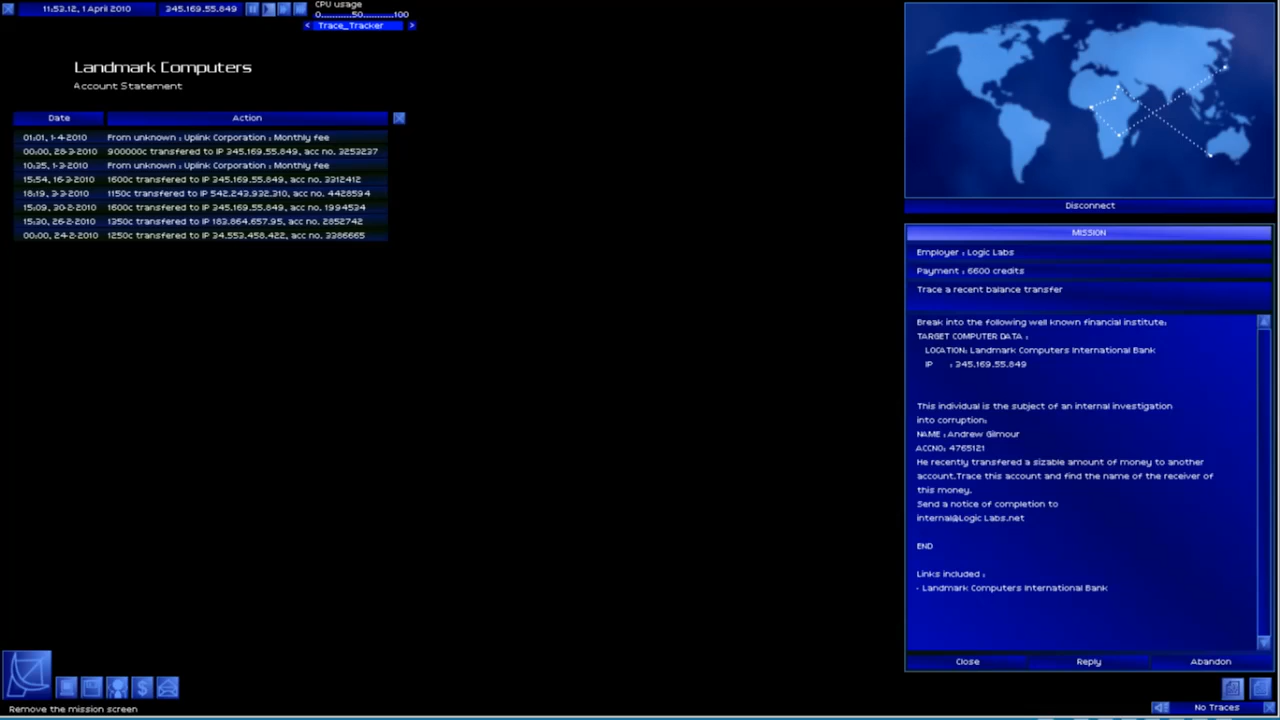 11:53.12, 1 April 2010
345.169.55.849
CPU usage
0.........50.........100
< Trace_Tracker >
Landmark Computers
Account Statement
Date Action
01:01, 1-4-2010 From unknown : Uplink Corporation : Monthly fee
00:00, 28-3-2010 900000c transfered to IP 345.169.55.849, acc no. 3253237
10:35, 1-3-2010 From unknown : Uplink Corporation : Monthly fee
15:54, 16-3-2010 1600c transfered to IP 345.169.55.849, acc no. 3312412
18:19, 3-3-2010 1150c transfered to IP 542.243.932.310, acc no. 4428594
15:09, 30-2-2010 1600c transfered to IP 345.169.55.849, acc no. 1994534
15:30, 26-2-2010 1350c transfered to IP 183.864.657.95, acc no. 2852742
00:00, 24-2-2010 1250c transfered to IP 34.553.458.422, acc no. 3386665
Disconnect
MISSION
Employer : Logic Labs
Payment : 6600 credits
Trace a recent balance transfer
Break into the following well known financial institute:
TARGET COMPUTER DATA :
LOCATION: Landmark Computers International Bank
IP : 345.169.55.849
This individual is the subject of an internal investigation
into corruption:
NAME : Andrew Gilmour
ACCNO: 4765121
He recently transfered a sizable amount of money to another
account.Trace this account and find the name of the receiver of
this money.
Send a notice of completion to
internal@Logic Labs.net
END
Links included :
- Landmark Computers International Bank
Close Reply Abandon
Remove the mission screen
No Traces